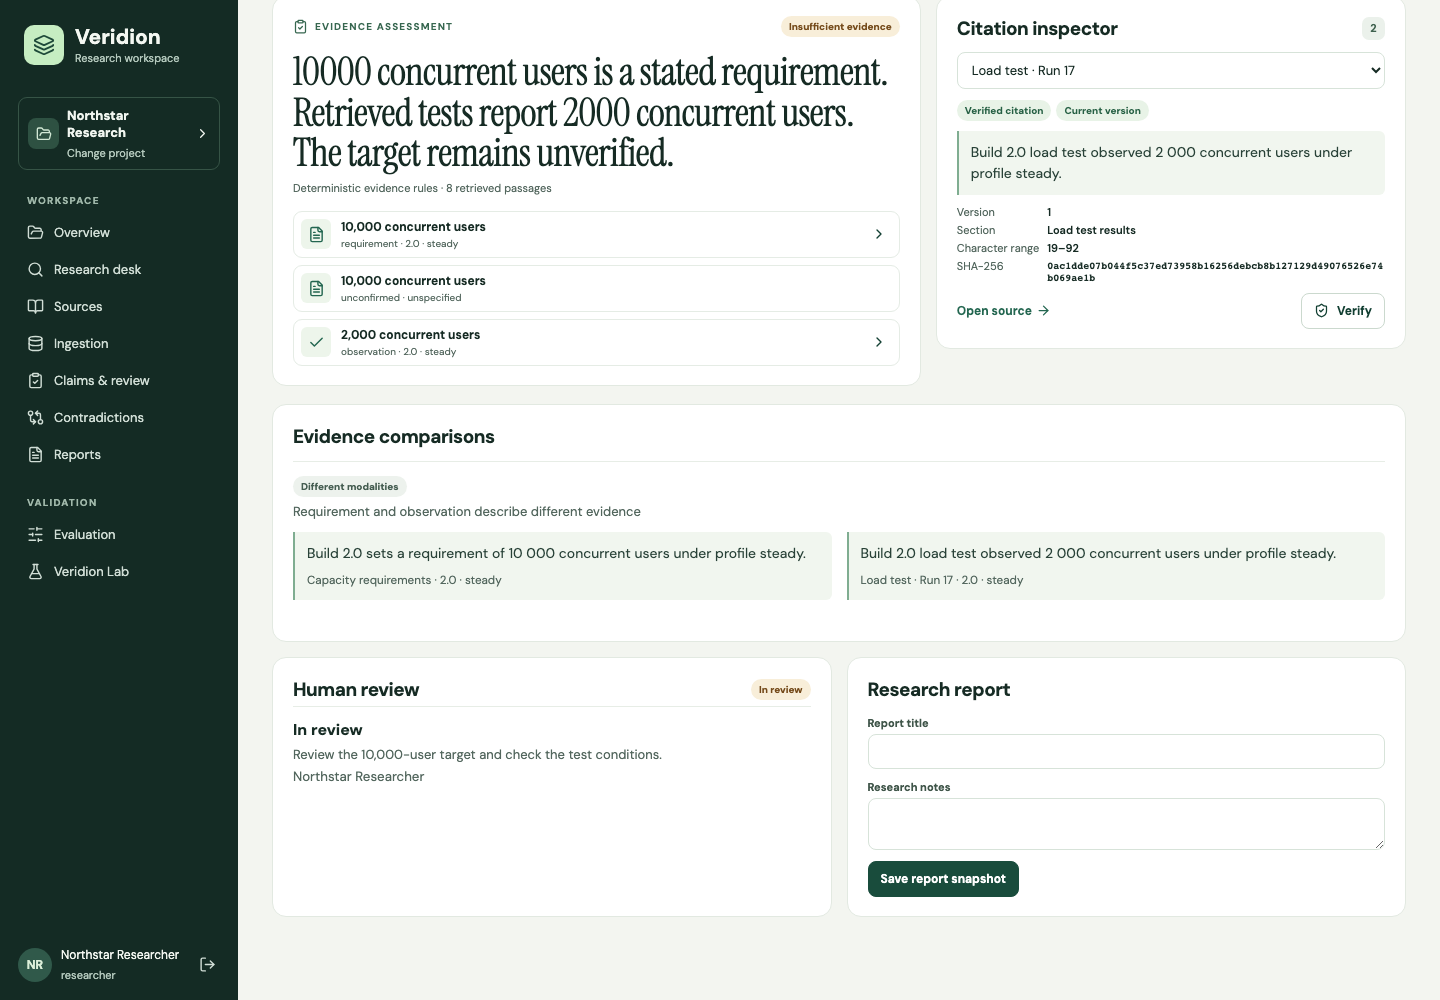 Veridion
Research workspace
Northstar
Research
Change project
WORKSPACE
Overview
Research desk
Sources
Ingestion
Claims & review
Contradictions
Reports
VALIDATION
Evaluation
Veridion Lab
NR
Northstar Researcher
researcher
EVIDENCE ASSESSMENT
Insufficient evidence
10000 concurrent users is a stated requirement.
Retrieved tests report 2000 concurrent users.
The target remains unverified.
Deterministic evidence rules · 8 retrieved passages
10,000 concurrent users
requirement · 2.0 · steady
10,000 concurrent users
unconfirmed · unspecified
2,000 concurrent users
observation · 2.0 · steady
Citation inspector
2
Load test · Run 17
Verified citation
Current version
Build 2.0 load test observed 2 000 concurrent users under
profile steady.
Version 1
Section Load test results
Character range 19–92
SHA-256 0ac1dde07b044f5c37ed73958b16256debcb8b127129d49076526e74
b069ae1b
Open source
Verify
Evidence comparisons
Different modalities
Requirement and observation describe different evidence
Build 2.0 sets a requirement of 10 000 concurrent users under profile steady.
Capacity requirements · 2.0 · steady
Build 2.0 load test observed 2 000 concurrent users under profile steady.
Load test · Run 17 · 2.0 · steady
Human review
In review
In review
Review the 10,000-user target and check the test conditions.
Northstar Researcher
Research report
Report title
Research notes
Save report snapshot